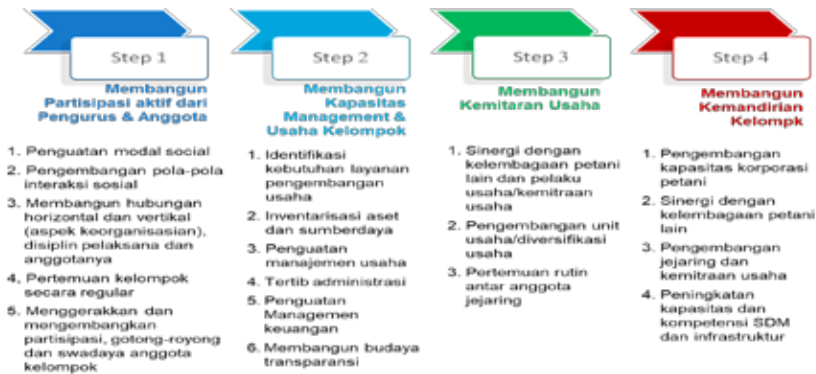 Step 1
Membangun
Partisipasi aktif dari
Pengurus & Anggota
1. Penguatan modal social
2. Pengembangan pola-pola
interaksi sosial
3. Membangun hubungan
horizontal dan vertikal
(aspek keorganisasian),
disiplin pelaksana dan
anggotanya
4. Pertemuan kelompok
secara regular
5. Menggerakkan dan
mengembangkan
partisipasi, gotong-royong
dan swadaya anggota
kelompok
Step 2
Membangun
Kapasitas
Management &
Usaha Kelompok
1. Identifikasi
kebutuhan layanan
pengembangan
usaha
2. Inventarisasi aset
dan sumberdaya
3. Penguatan
manajemen usaha
4. Tertib administrasi
5. Penguatan
Managemen
keuangan
6. Membangun budaya
transparansi
Step 3
Membangun
Kemitaran Usaha
1. Sinergi dengan
kelembagaan petani
lain dan pelaku
usaha/kemitraan
usaha
2. Pengembangan unit
usaha/diversifikasi
usaha
3. Pertemuan rutin
antar anggota
jejaring
Step 4
Membangun
Kemandirian
Kelompk
1. Pengembangan
kapasitas korporasi
petani
2. Sinergi dengan
kelembagaan petani
lain
3. Pengembangan
jejaring dan
kemitraan usaha
4. Peningkatan
kapasitas dan
kompetensi SDM
dan infrastruktur